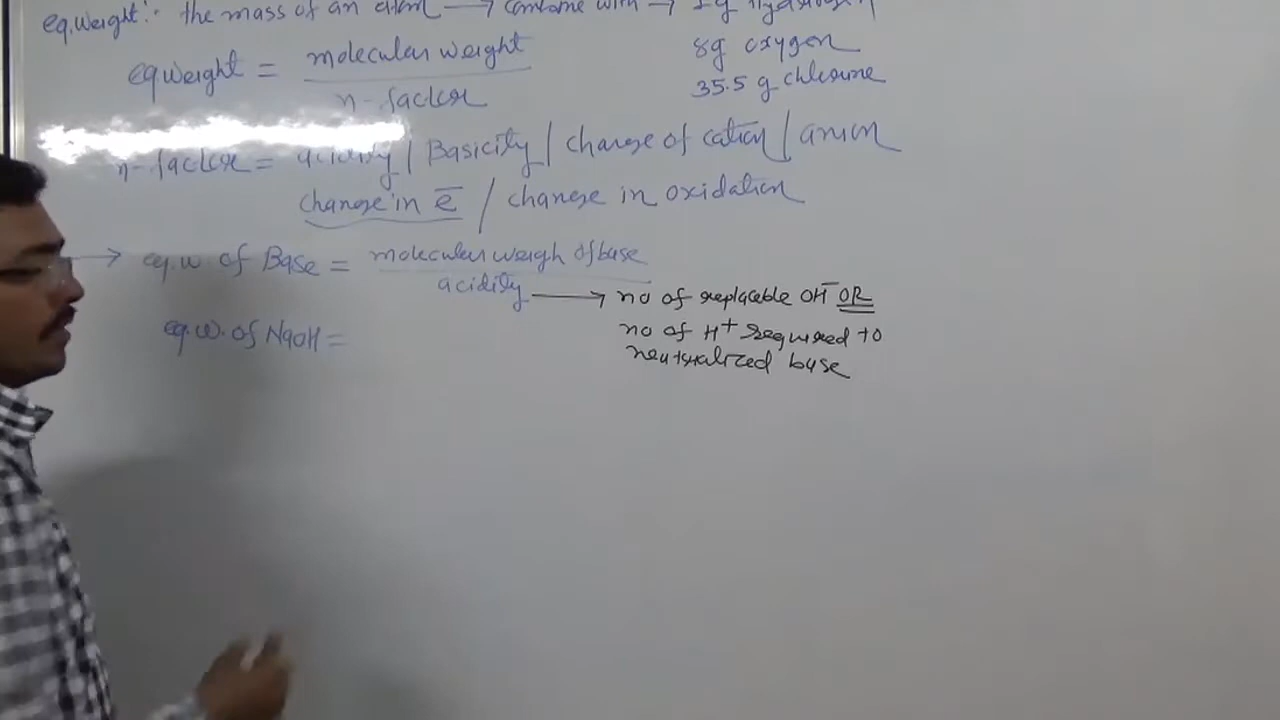 eq.weight:- the mass of an atom → combine with → 1g hydrogen
8g oxygen
35.5 g chlorine
eq weight = molecular weight / n-factor
n-factor = acidity / Basicity / charge of cation / anion
change in e̅ / change in oxidation
→ eq.w. of Base = molecular weigh of base / acidity → no of replacable OH⁻ OR
no of H⁺ required to
neutralized base
eq.w. of NaOH =